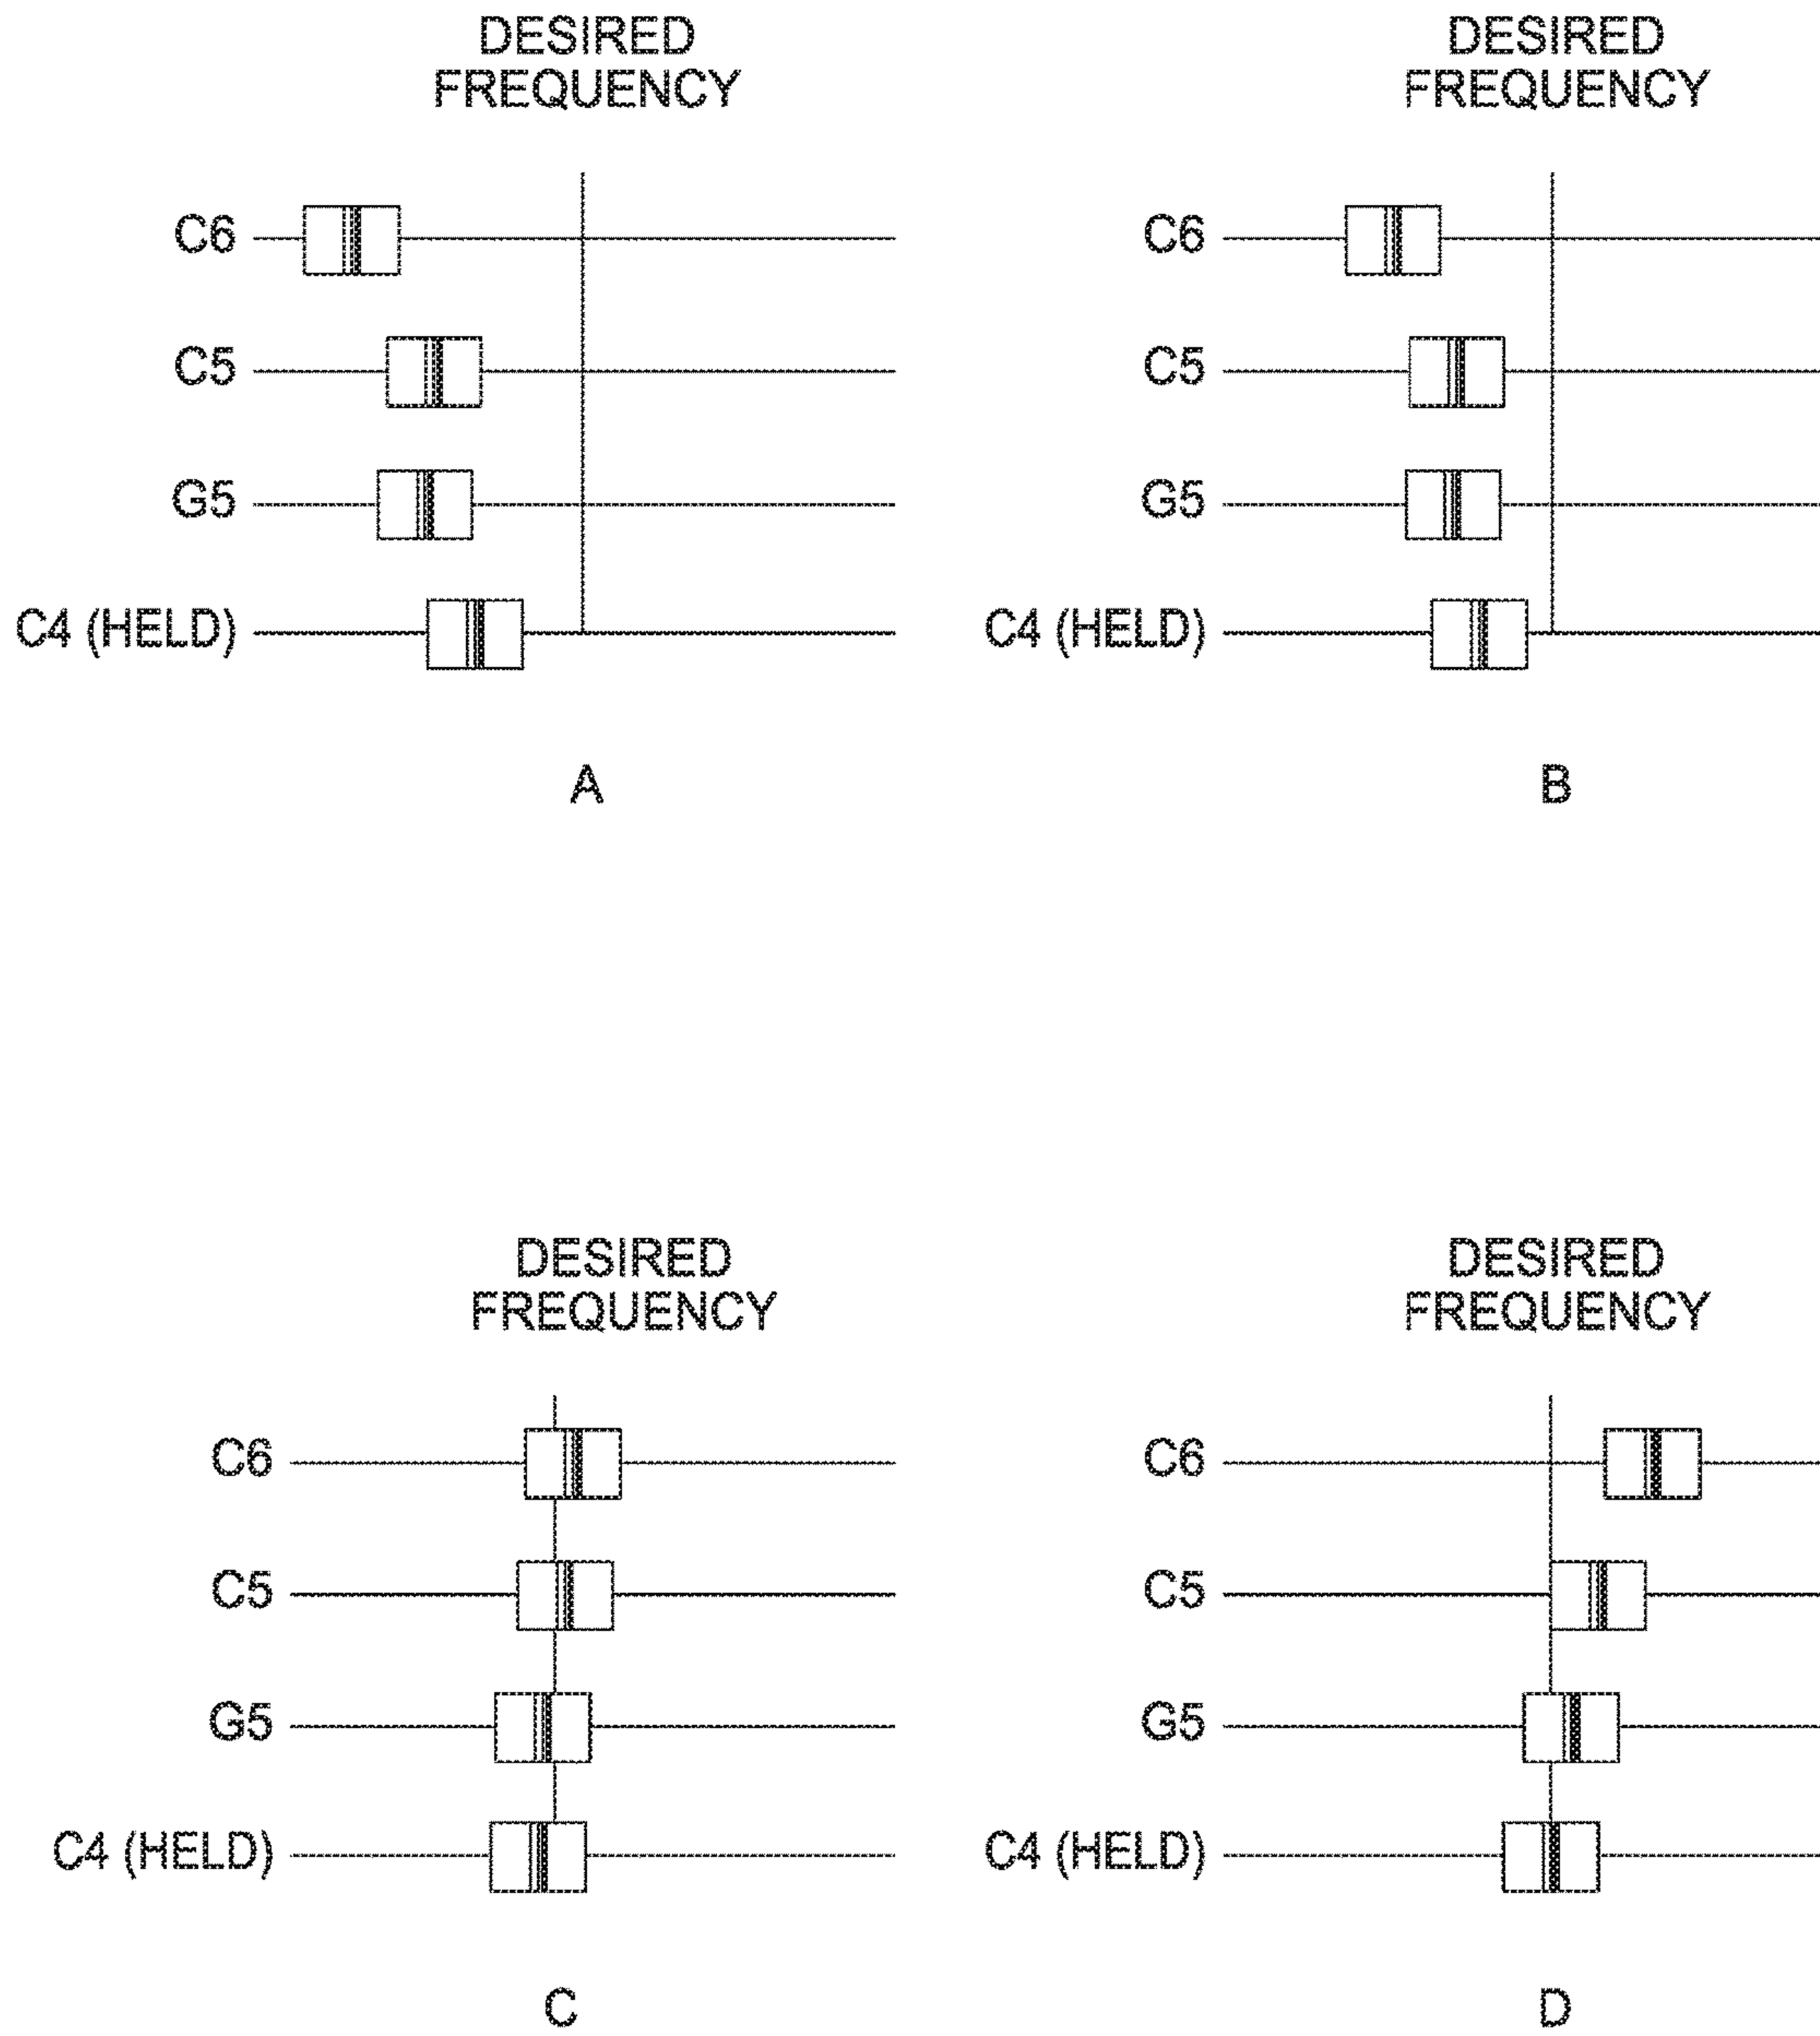 DESIRED
FREQUENCY
C6
C5
G5
C4 (HELD)
A
DESIRED
FREQUENCY
C6
C5
G5
C4 (HELD)
B
DESIRED
FREQUENCY
C6
C5
G5
C4 (HELD)
C
DESIRED
FREQUENCY
C6
C5
G5
C4 (HELD)
D